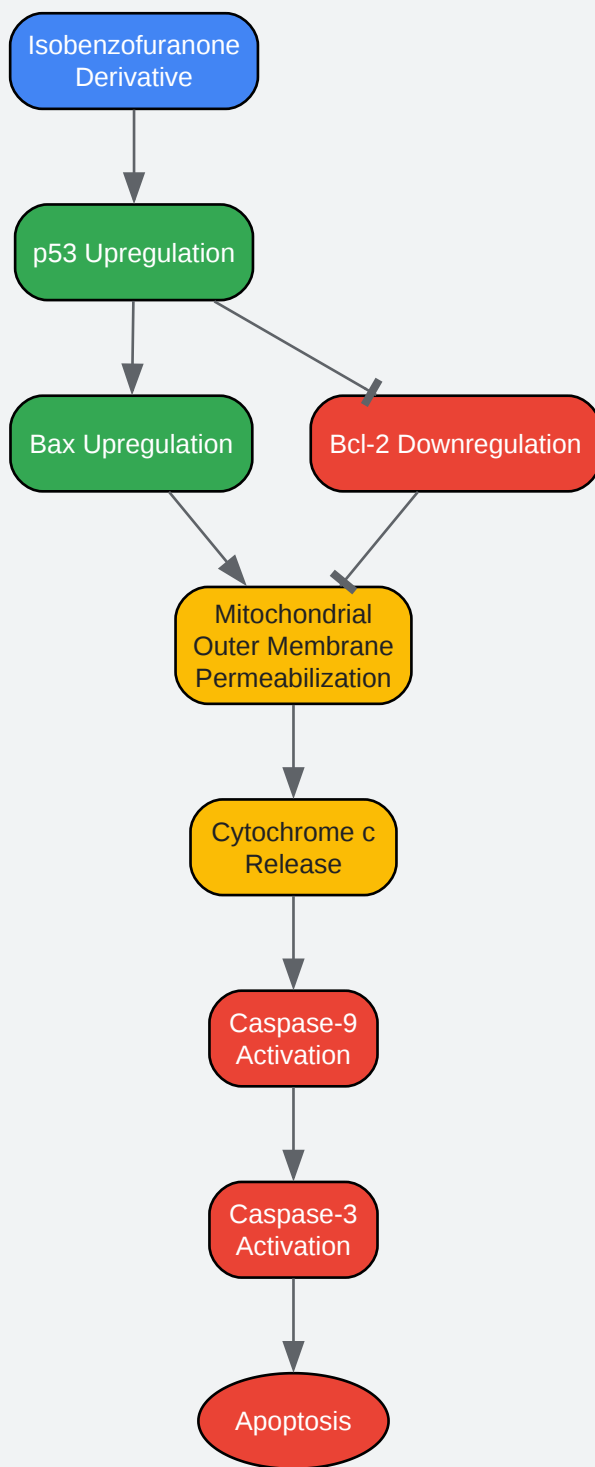 Isobenzofuranone
Derivative
p53 Upregulation
Bax Upregulation
Bcl-2 Downregulation
Mitochondrial
Outer Membrane
Permeabilization
Cytochrome c
Release
Caspase-9
Activation
Caspase-3
Activation
Apoptosis